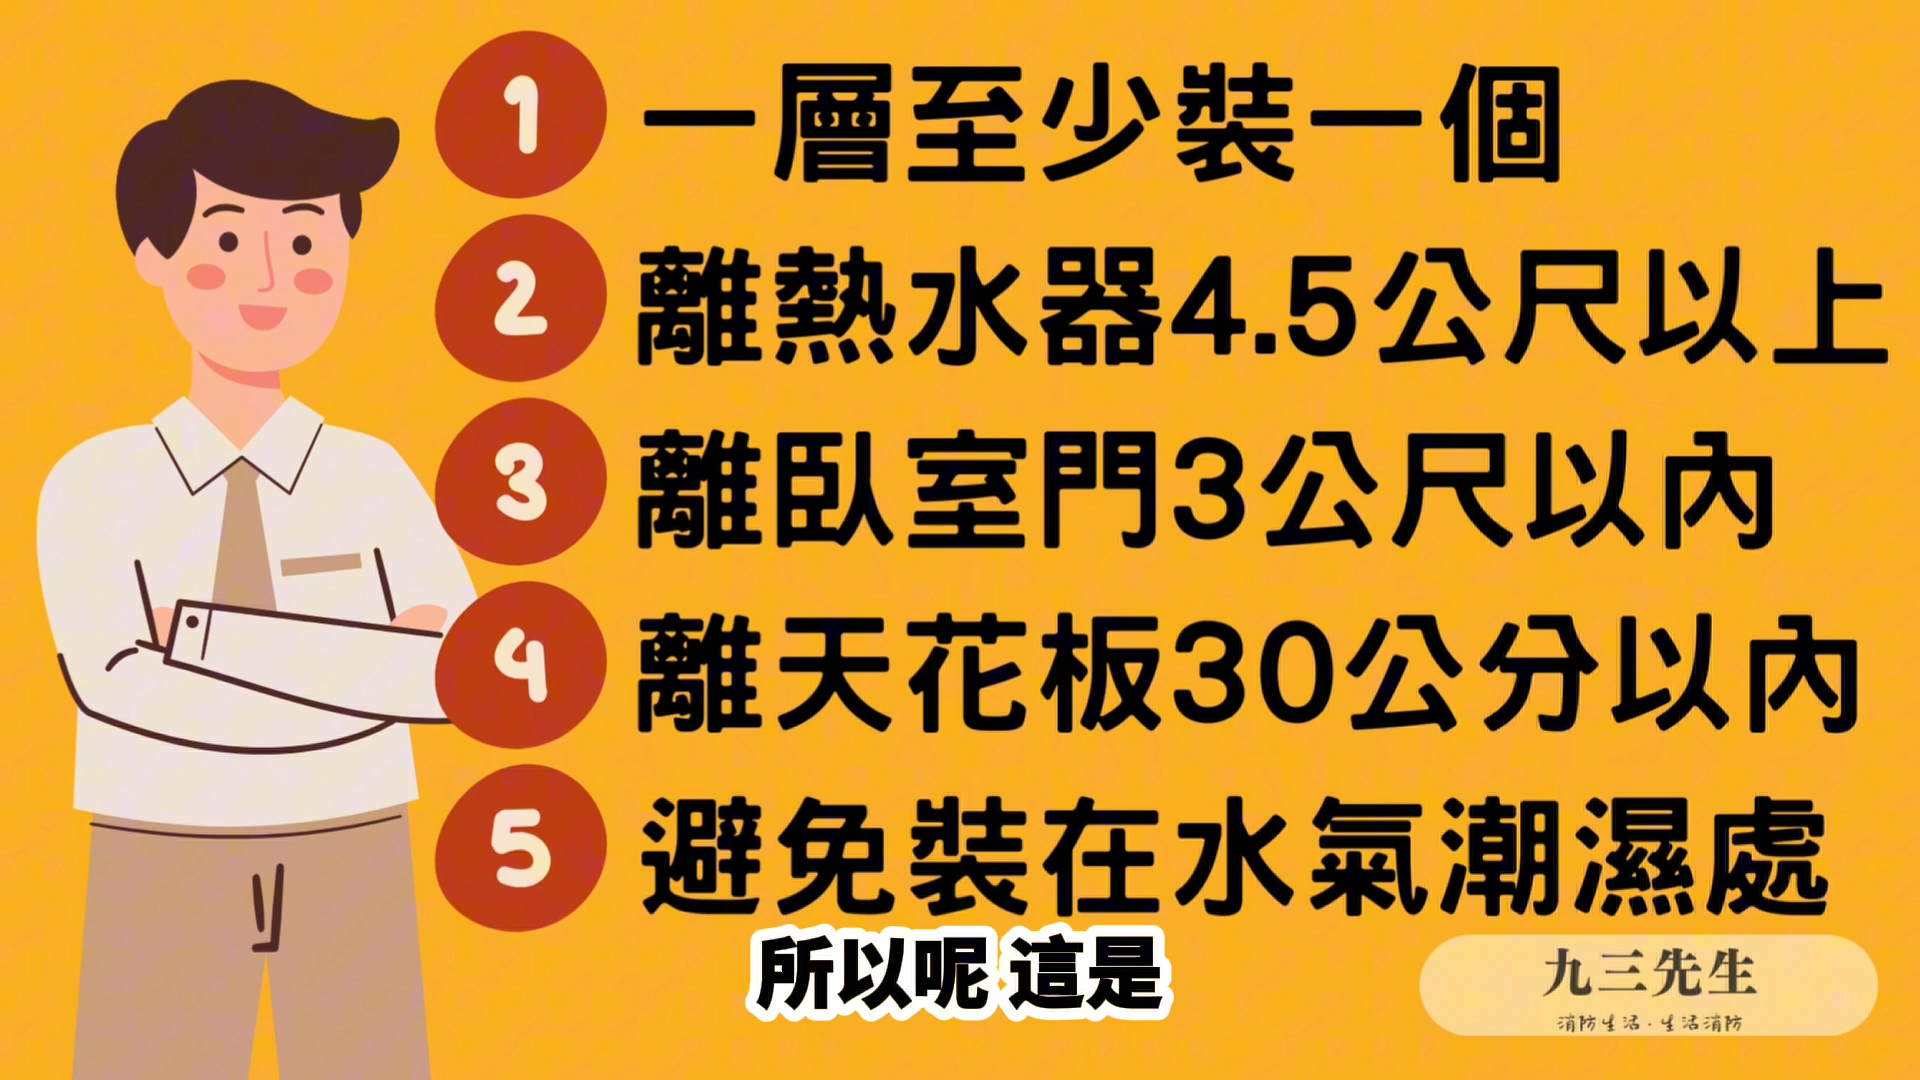 1 一層至少裝一個
2 離熱水器4.5公尺以上
3 離臥室門3公尺以內
4 離天花板30公分以內
5 避免裝在水氣潮濕處
所以呢 這是
九三先生
消防生活·生活消防